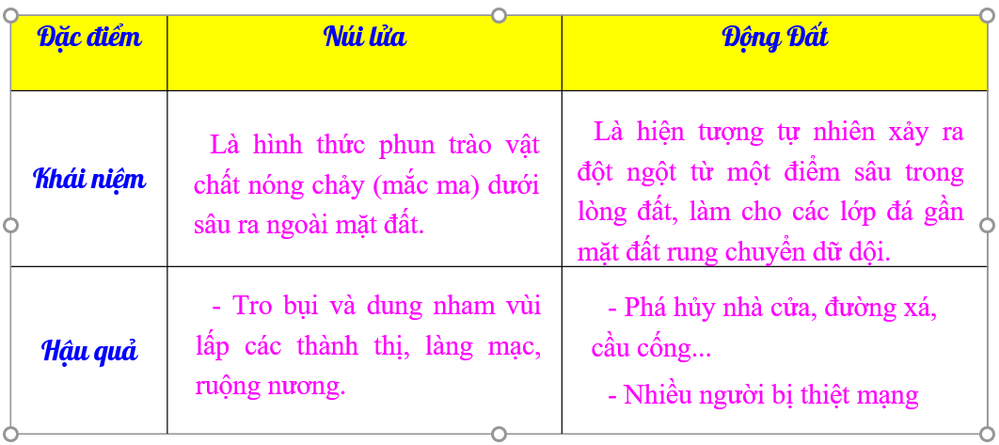 Đặc điểm
Núi lửa
Động Đất
Khái niệm
Là hình thức phun trào vật
chất nóng chảy (mắc ma) dưới
sâu ra ngoài mặt đất.
Là hiện tượng tự nhiên xảy ra
đột ngột từ một điểm sâu trong
lòng đất, làm cho các lớp đá gần
mặt đất rung chuyển dữ dội.
Hậu quả
- Tro bụi và dung nham vùi
lấp các thành thị, làng mạc,
ruộng nương.
- Phá hủy nhà cửa, đường xá,
cầu cống...
- Nhiều người bị thiệt mạng